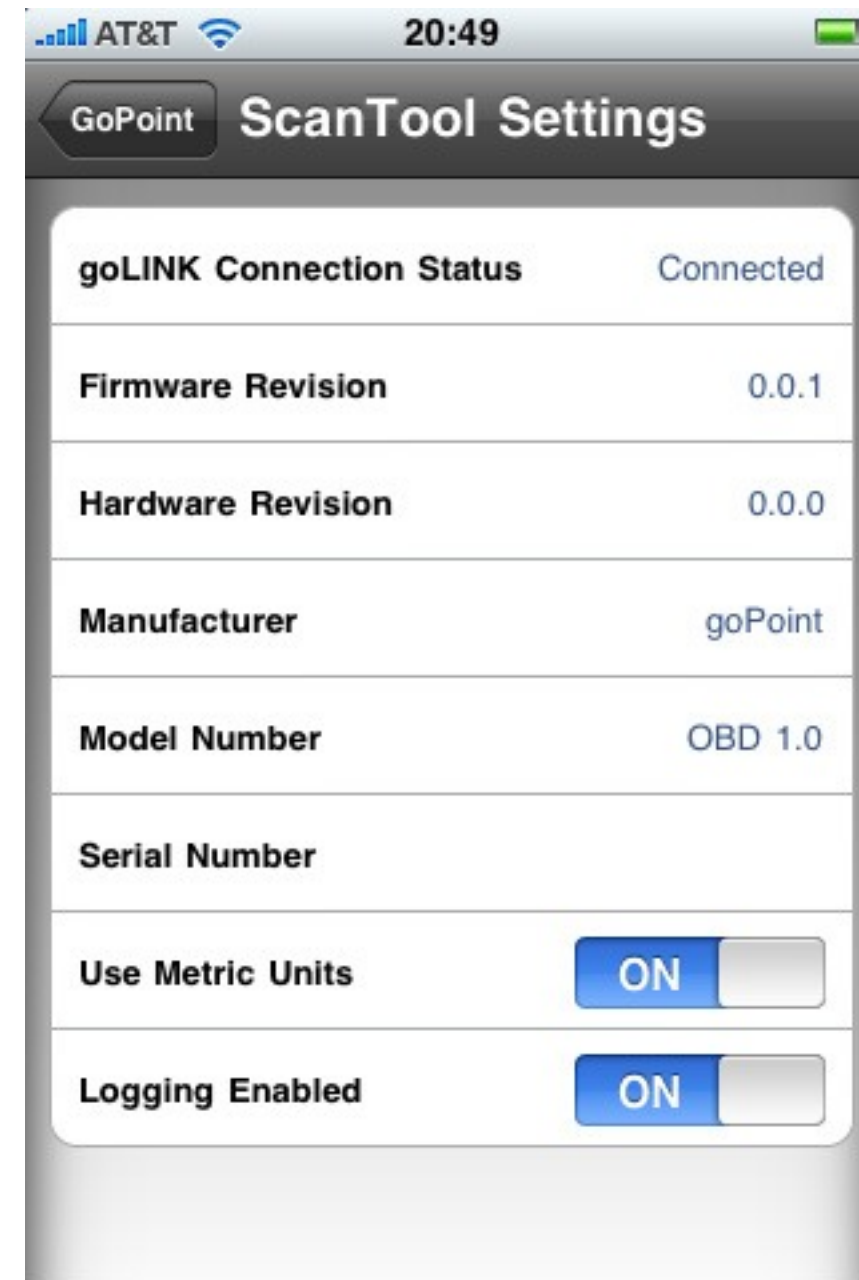 AT&T 20:49
GoPoint ScanTool Settings
goLINK Connection Status Connected
Firmware Revision 0.0.1
Hardware Revision 0.0.0
Manufacturer goPoint
Model Number OBD 1.0
Serial Number
Use Metric Units ON
Logging Enabled ON